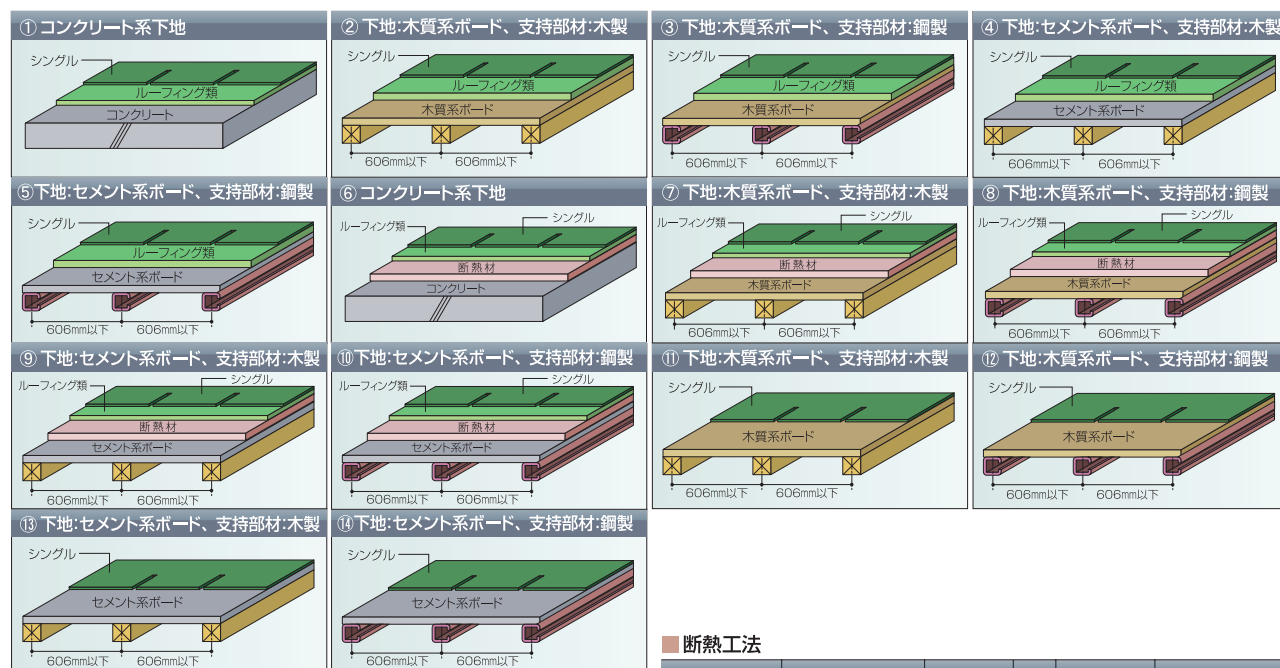 ① コンクリート系下地
シングル
ルーフィング類
コンクリート
② 下地:木質系ボード、支持部材:木製
シングル
ルーフィング類
木質系ボード
606mm以下 606mm以下
③ 下地:木質系ボード、支持部材:鋼製
シングル
ルーフィング類
木質系ボード
606mm以下 606mm以下
④ 下地:セメント系ボード、支持部材:木製
シングル
ルーフィング類
セメント系ボード
606mm以下 606mm以下
⑤下地:セメント系ボード、支持部材:鋼製
シングル
ルーフィング類
セメント系ボード
606mm以下 606mm以下
⑥ コンクリート系下地
ルーフィング類
シングル
断熱材
コンクリート
⑦ 下地:木質系ボード、支持部材:木製
ルーフィング類
シングル
断熱材
木質系ボード
606mm以下 606mm以下
⑧ 下地:木質系ボード、支持部材:鋼製
ルーフィング類
シングル
断熱材
木質系ボード
606mm以下 606mm以下
⑨ 下地:セメント系ボード、支持部材:木製
ルーフィング類
シングル
断熱材
セメント系ボード
606mm以下 606mm以下
⑩下地:セメント系ボード、支持部材:鋼製
ルーフィング類
シングル
断熱材
セメント系ボード
606mm以下 606mm以下
⑪ 下地:木質系ボード、支持部材:木製
シングル
木質系ボード
606mm以下 606mm以下
⑫ 下地:木質系ボード、支持部材:鋼製
シングル
木質系ボード
606mm以下 606mm以下
⑬ 下地:セメント系ボード、支持部材:木製
シングル
セメント系ボード
606mm以下 606mm以下
⑭下地:セメント系ボード、支持部材:鋼製
シングル
セメント系ボード
606mm以下 606mm以下
断熱工法